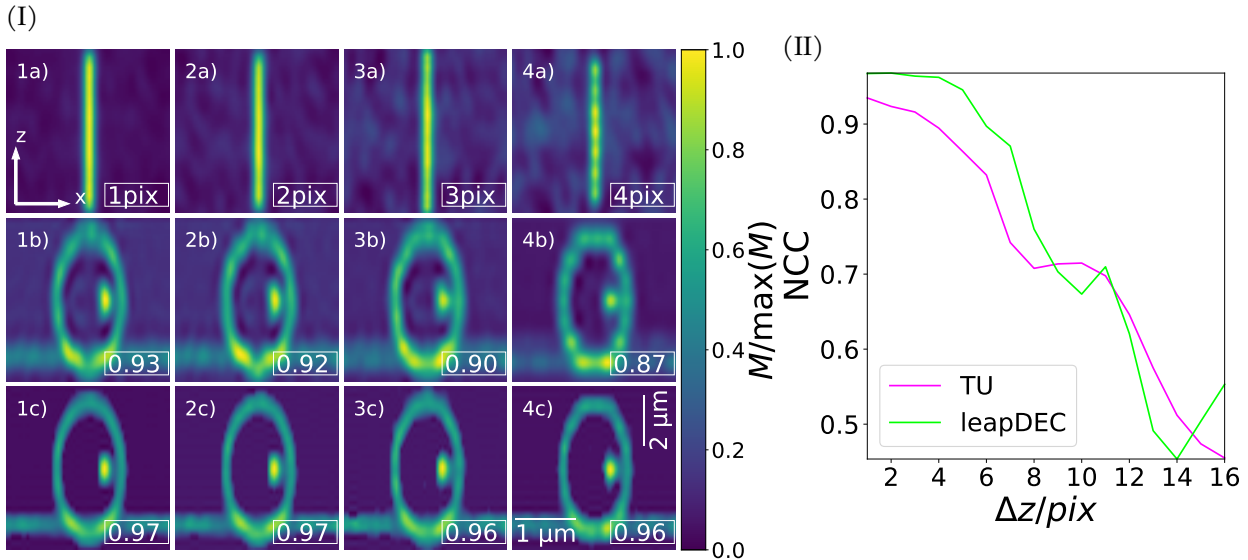 (I)
(II)
1a) 2a) 3a) 4a)
z
x
1pix 2pix 3pix 4pix
1b) 2b) 3b) 4b)
0.93 0.92 0.90 0.87
1c) 2c) 3c) 4c)
2 µm
1 µm
0.97 0.97 0.96 0.96
1.0
0.8
0.6
0.4
0.2
0.0
M/max(M)
NCC
0.9
0.8
0.7
0.6
0.5
TU
leapDEC
2 4 6 8 10 12 14 16
Δz/pix